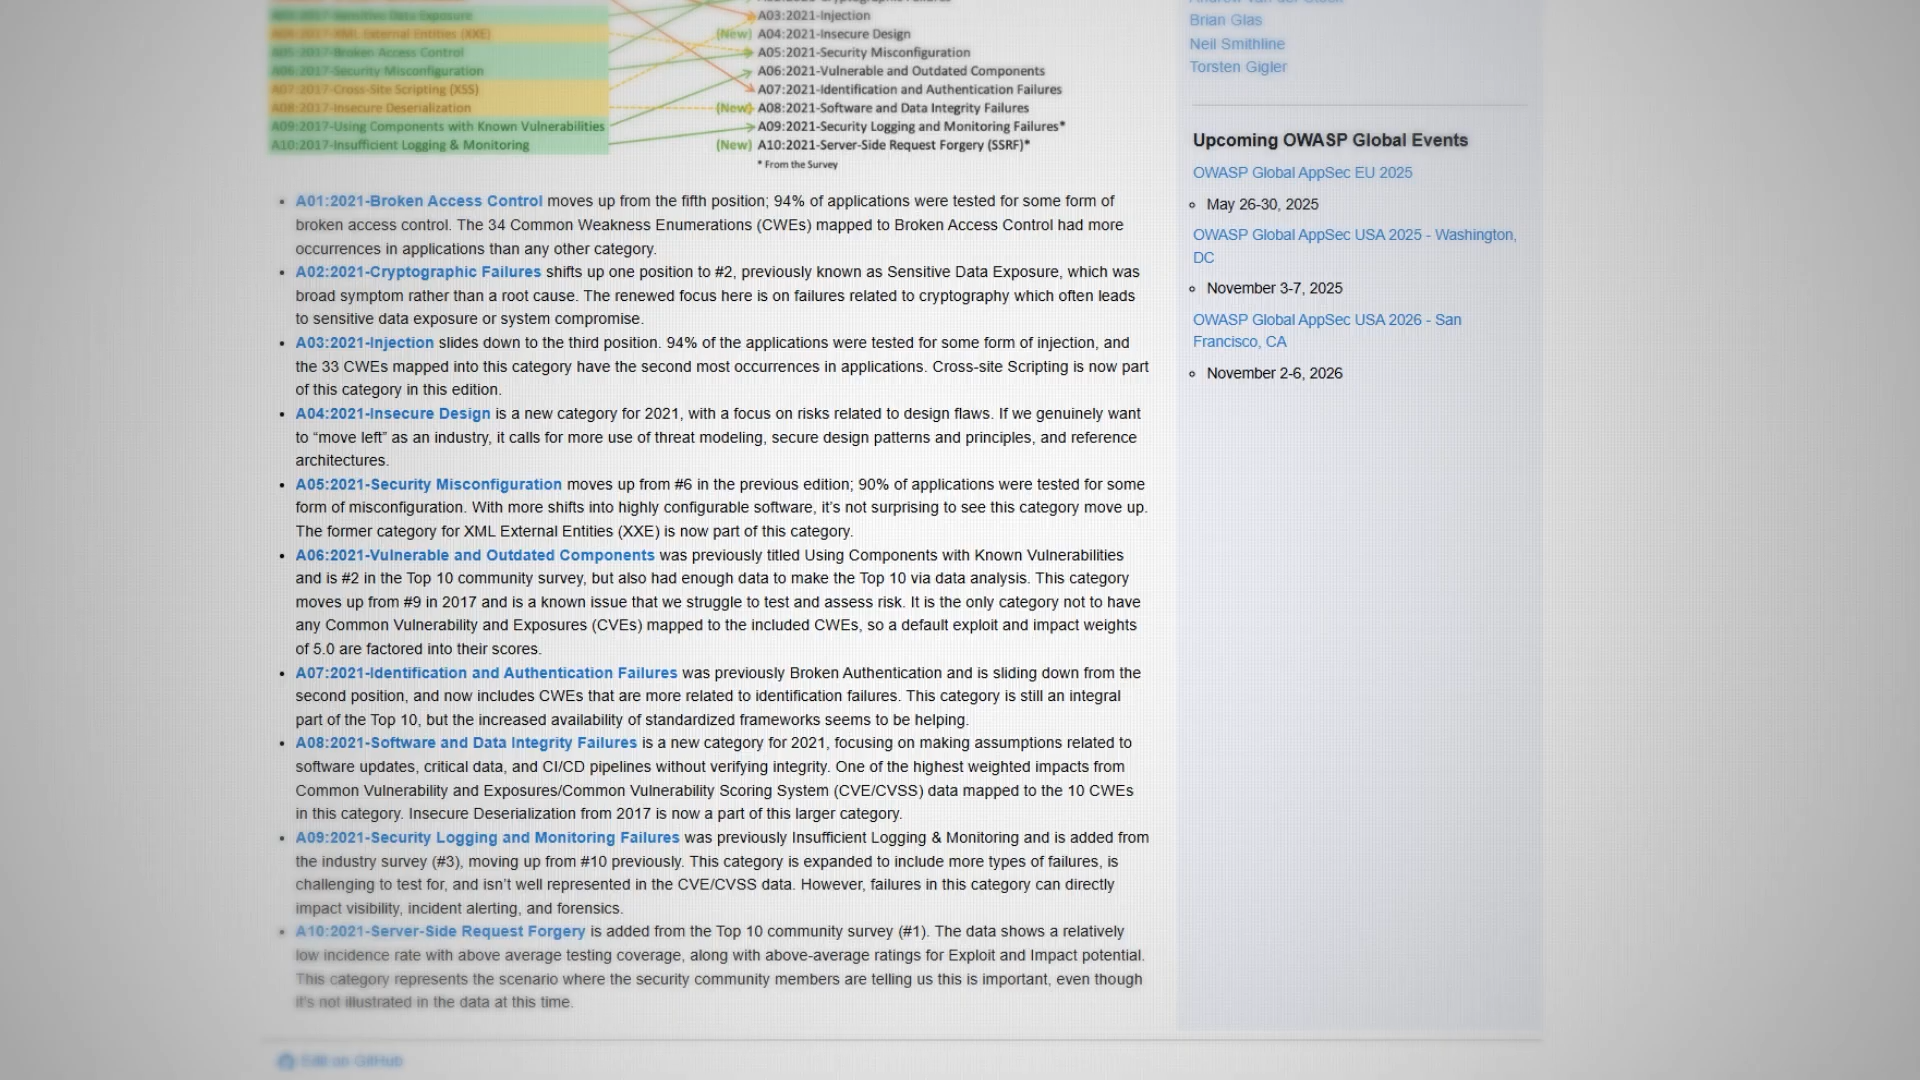 A03:2017-Sensitive Data Exposure
A04:2017-XML External Entities (XXE)
A05:2017-Broken Access Control
A06:2017-Security Misconfiguration
A07:2017-Cross-Site Scripting (XSS)
A08:2017-Insecure Deserialization
A09:2017-Using Components with Known Vulnerabilities
A10:2017-Insufficient Logging & Monitoring
A03:2021-Injection
(New) A04:2021-Insecure Design
A05:2021-Security Misconfiguration
A06:2021-Vulnerable and Outdated Components
A07:2021-Identification and Authentication Failures
(New) A08:2021-Software and Data Integrity Failures
A09:2021-Security Logging and Monitoring Failures*
(New) A10:2021-Server-Side Request Forgery (SSRF)*
* From the Survey
A01:2021-Broken Access Control moves up from the fifth position; 94% of applications were tested for some form of
broken access control. The 34 Common Weakness Enumerations (CWEs) mapped to Broken Access Control had more
occurrences in applications than any other category.
A02:2021-Cryptographic Failures shifts up one position to #2, previously known as Sensitive Data Exposure, which was
broad symptom rather than a root cause. The renewed focus here is on failures related to cryptography which often leads
to sensitive data exposure or system compromise.
A03:2021-Injection slides down to the third position. 94% of the applications were tested for some form of injection, and
the 33 CWEs mapped into this category have the second most occurrences in applications. Cross-site Scripting is now part
of this category in this edition.
A04:2021-Insecure Design is a new category for 2021, with a focus on risks related to design flaws. If we genuinely want
to “move left” as an industry, it calls for more use of threat modeling, secure design patterns and principles, and reference
architectures.
A05:2021-Security Misconfiguration moves up from #6 in the previous edition; 90% of applications were tested for some
form of misconfiguration. With more shifts into highly configurable software, it’s not surprising to see this category move up.
The former category for XML External Entities (XXE) is now part of this category.
A06:2021-Vulnerable and Outdated Components was previously titled Using Components with Known Vulnerabilities
and is #2 in the Top 10 community survey, but also had enough data to make the Top 10 via data analysis. This category
moves up from #9 in 2017 and is a known issue that we struggle to test and assess risk. It is the only category not to have
any Common Vulnerability and Exposures (CVEs) mapped to the included CWEs, so a default exploit and impact weights
of 5.0 are factored into their scores.
A07:2021-Identification and Authentication Failures was previously Broken Authentication and is sliding down from the
second position, and now includes CWEs that are more related to identification failures. This category is still an integral
part of the Top 10, but the increased availability of standardized frameworks seems to be helping.
A08:2021-Software and Data Integrity Failures is a new category for 2021, focusing on making assumptions related to
software updates, critical data, and CI/CD pipelines without verifying integrity. One of the highest weighted impacts from
Common Vulnerability and Exposures/Common Vulnerability Scoring System (CVE/CVSS) data mapped to the 10 CWEs
in this category. Insecure Deserialization from 2017 is now a part of this larger category.
A09:2021-Security Logging and Monitoring Failures was previously Insufficient Logging & Monitoring and is added from
the industry survey (#3), moving up from #10 previously. This category is expanded to include more types of failures, is
challenging to test for, and isn’t well represented in the CVE/CVSS data. However, failures in this category can directly
impact visibility, incident alerting, and forensics.
A10:2021-Server-Side Request Forgery is added from the Top 10 community survey (#1). The data shows a relatively
low incidence rate with above average testing coverage, along with above-average ratings for Exploit and Impact potential.
This category represents the scenario where the security community members are telling us this is important, even though
it’s not illustrated in the data at this time.
Edit on GitHub
Brian Glas
Neil Smithline
Torsten Gigler
Upcoming OWASP Global Events
OWASP Global AppSec EU 2025
May 26-30, 2025
OWASP Global AppSec USA 2025 - Washington,
DC
November 3-7, 2025
OWASP Global AppSec USA 2026 - San
Francisco, CA
November 2-6, 2026